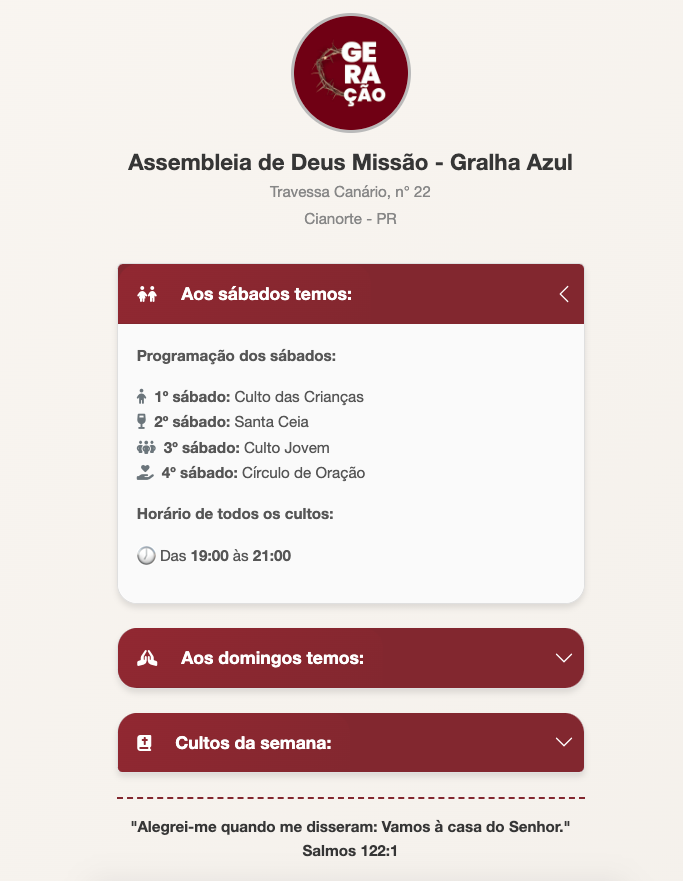 GE
RA
ÇÃO
Assembleia de Deus Missão - Gralha Azul
Travessa Canário, n° 22
Cianorte - PR
Aos sábados temos:
Programação dos sábados:
1º sábado: Culto das Crianças
2º sábado: Santa Ceia
3º sábado: Culto Jovem
4º sábado: Círculo de Oração
Horário de todos os cultos:
Das 19:00 às 21:00
Aos domingos temos:
Cultos da semana:
"Alegrei-me quando me disseram: Vamos à casa do Senhor."
Salmos 122:1